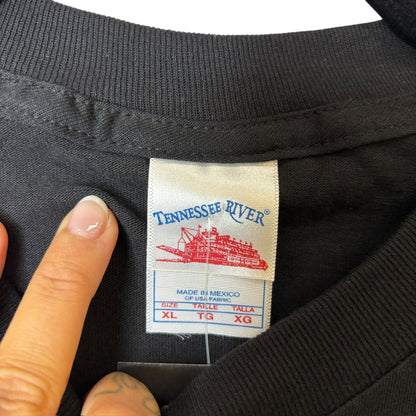 TENNESSEE RIVER®
MADE IN MEXICO
OF USA FABRIC
SIZE TAILLE TALLA
XL TG XG